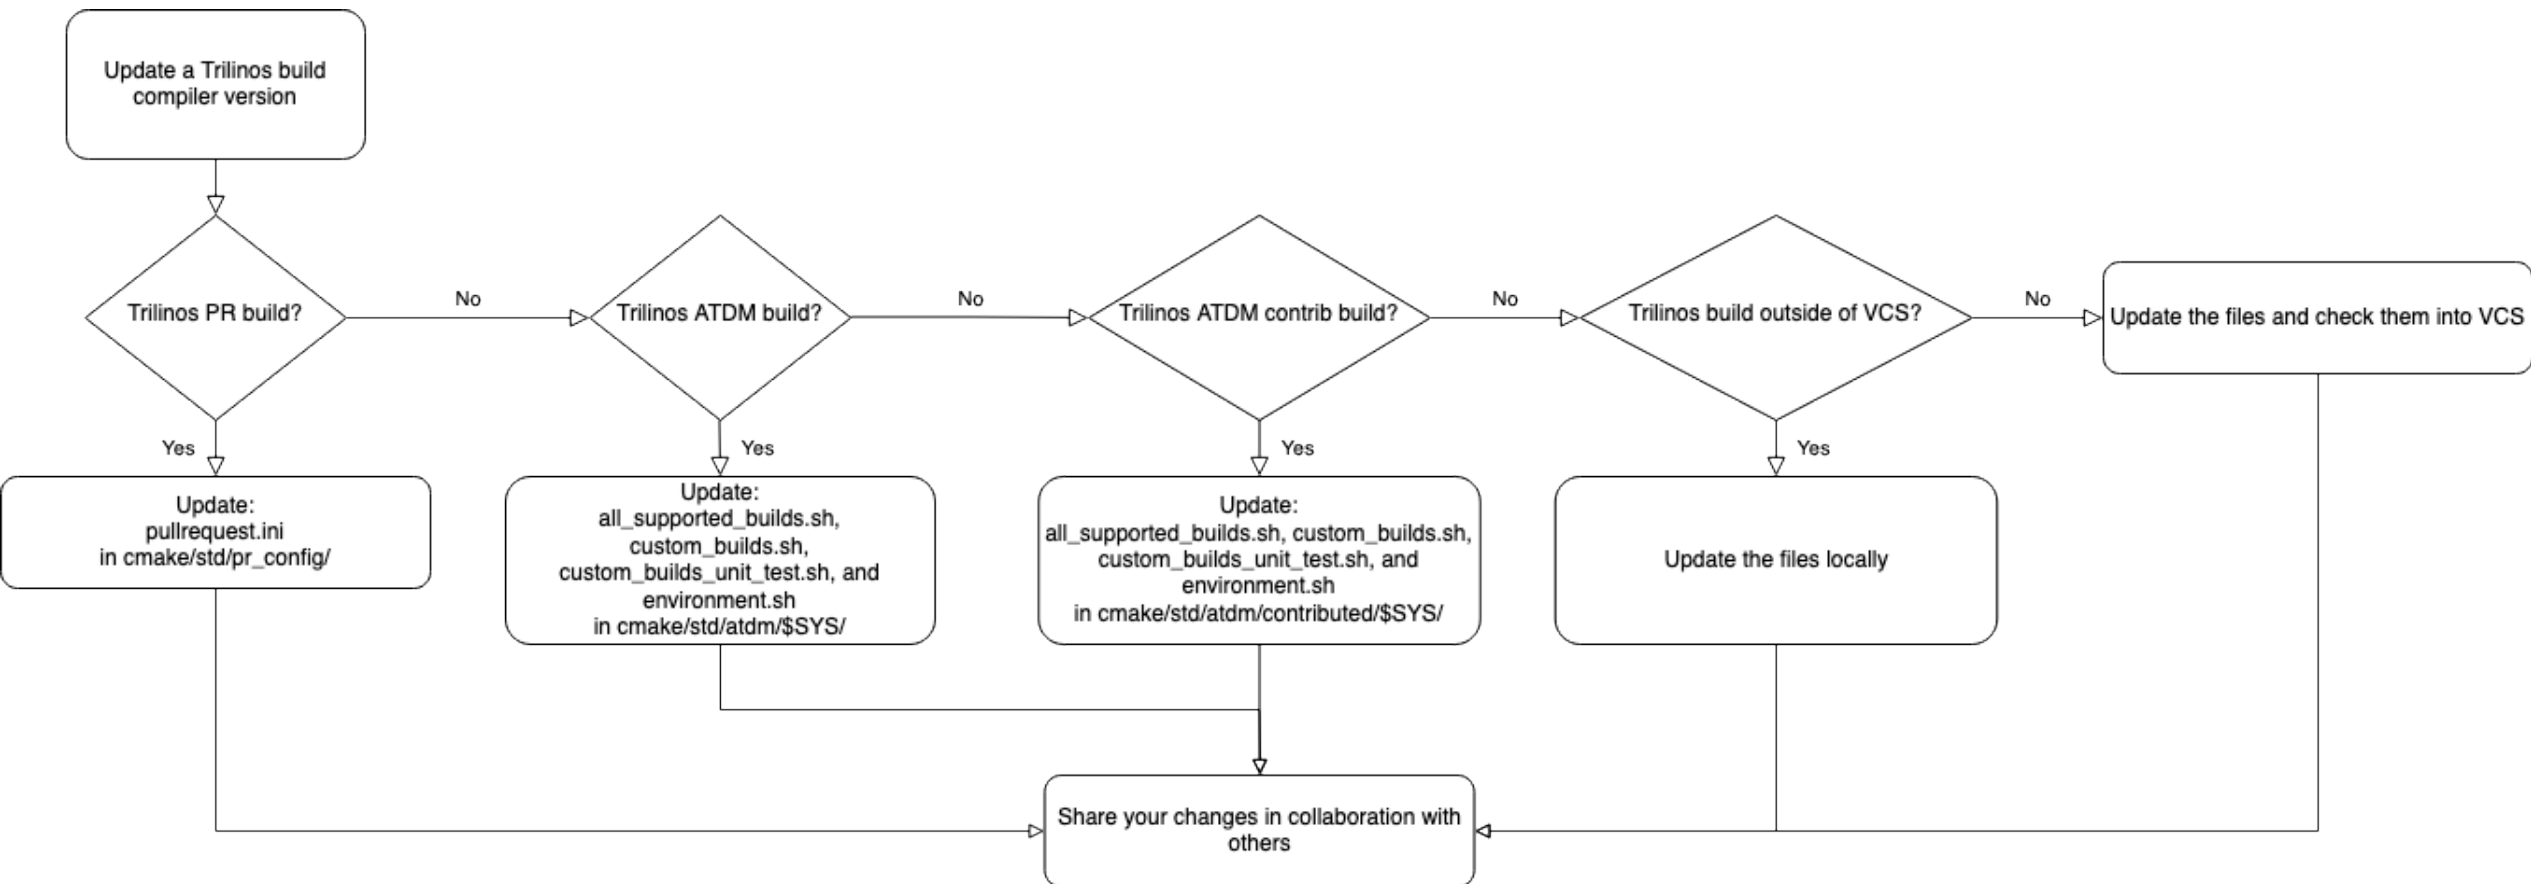 Update a Trilinos build
compiler version
Trilinos PR build?
No
Trilinos ATDM build?
No
Trilinos ATDM contrib build?
No
Trilinos build outside of VCS?
No
Update the files and check them into VCS
Yes
Yes
Yes
Yes
Update:
pullrequest.ini
in cmake/std/pr_config/
Update:
all_supported_builds.sh,
custom_builds.sh,
custom_builds_unit_test.sh, and
environment.sh
in cmake/std/atdm/$SYS/
Update:
all_supported_builds.sh, custom_builds.sh,
custom_builds_unit_test.sh, and
environment.sh
in cmake/std/atdm/contributed/$SYS/
Update the files locally
Share your changes in collaboration with
others